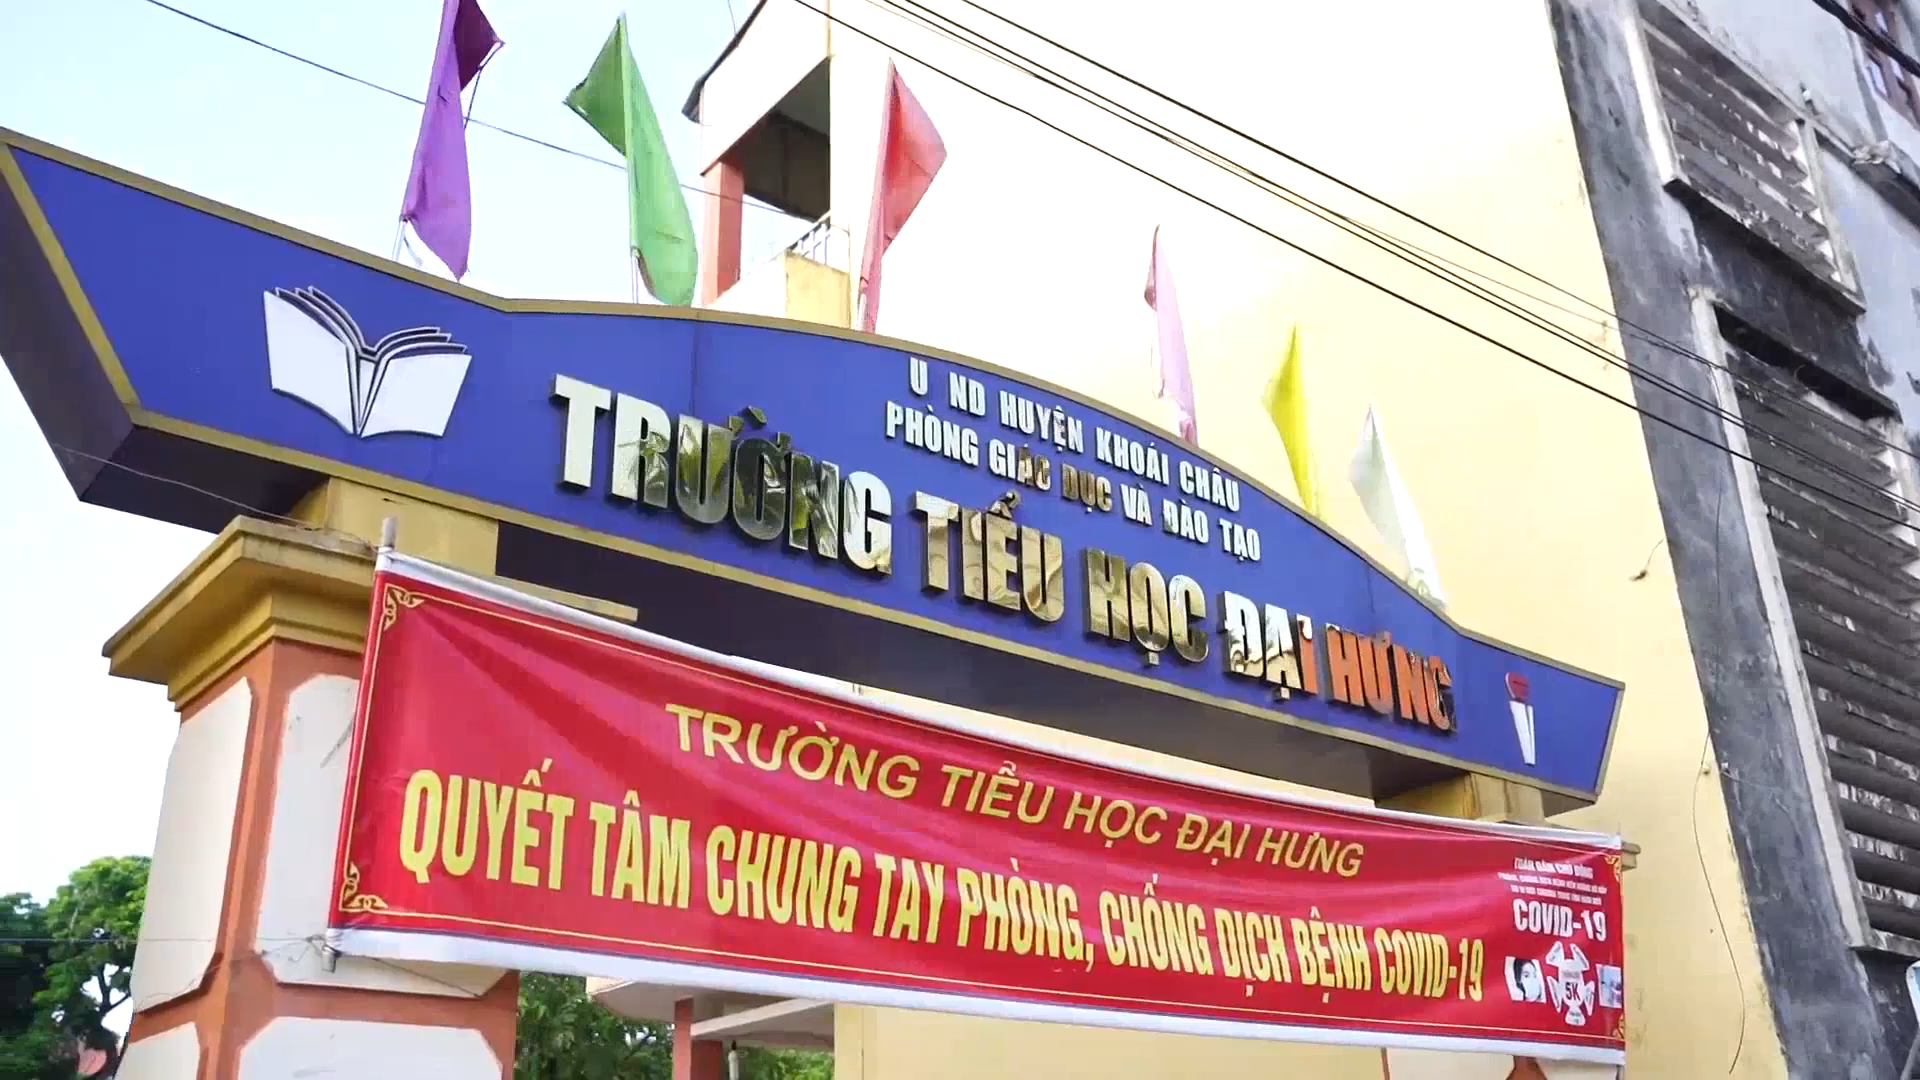 U ND HUYỆN KHOÁI CHÂU
PHÒNG GIÁO DỤC VÀ ĐÀO TẠO
TRƯỜNG TIỂU HỌC ĐẠI HƯNG
TRƯỜNG TIỂU HỌC ĐẠI HƯNG
QUYẾT TÂM CHUNG TAY PHÒNG, CHỐNG DỊCH BỆNH COVID-19
COVID-19
5K